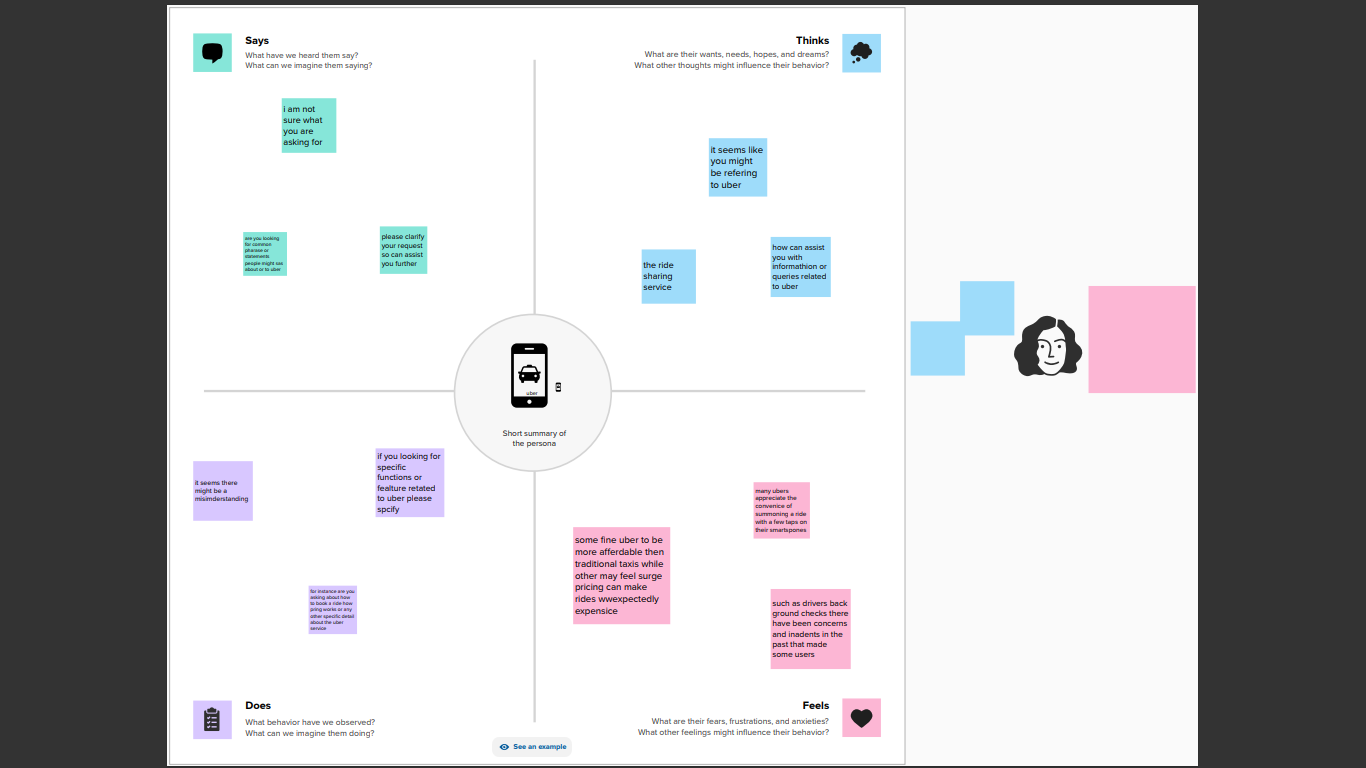 Says
What have we heard them say?
What can we imagine them saying?
Thinks
What are their wants, needs, hopes, and dreams?
What other thoughts might influence their behavior?
i am not
sure what
you are
asking for
are you looking
for common
phrarse or
statements
people might sas
about or to uber
please clarify
your request
so can assist
you further
it seems like
you might
be refering
to uber
the ride
sharing
service
how can assist
you with
informathion or
queries related
to uber
uber
Short summary of
the persona
it seems there
might be a
misimderstanding
if you looking for
specific
functions or
fealture retated
to uber please
spcify
for instance are you
asking about how
to book a ride how
pring works or any
other specific detail
about the uber
service
some fine uber to be
more afferdable then
traditional taxis while
other may feel surge
pricing can make
rides wwexpectedly
expensice
many ubers
appreciate the
convenice of
summoning a ride
with a few taps on
their smartspones
such as drivers back
ground checks there
have been concerns
and inadents in the
past that made
some users
Does
What behavior have we observed?
What can we imagine them doing?
Feels
What are their fears, frustrations, and anxieties?
What other feelings might influence their behavior?
See an example